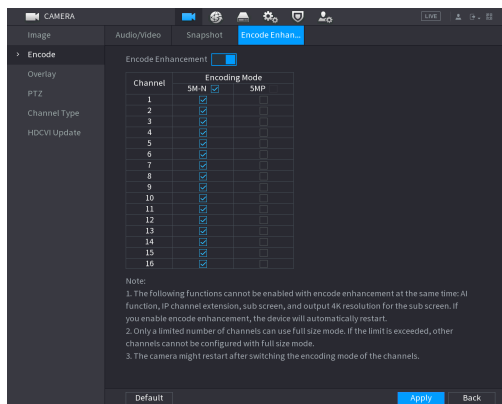 CAMERA
LIVE
Image
Audio/Video Snapshot Encode Enhan...
> Encode
Encode Enhancement
Overlay
PTZ
Channel Type
HDCVI Update
Channel Encoding Mode
5M-N 5MP
1
2
3
4
5
6
7
8
9
10
11
12
13
14
15
16
Note:
1. The following functions cannot be enabled with encode enhancement at the same time: AI
function, IP channel extension, sub screen, and output 4K resolution for the sub screen. If
you enable encode enhancement, the device will automatically restart.
2. Only a limited number of channels can use full size mode. If the limit is exceeded, other
channels cannot be configured with full size mode.
3. The camera might restart after switching the encoding mode of the channels.
Default Apply Back